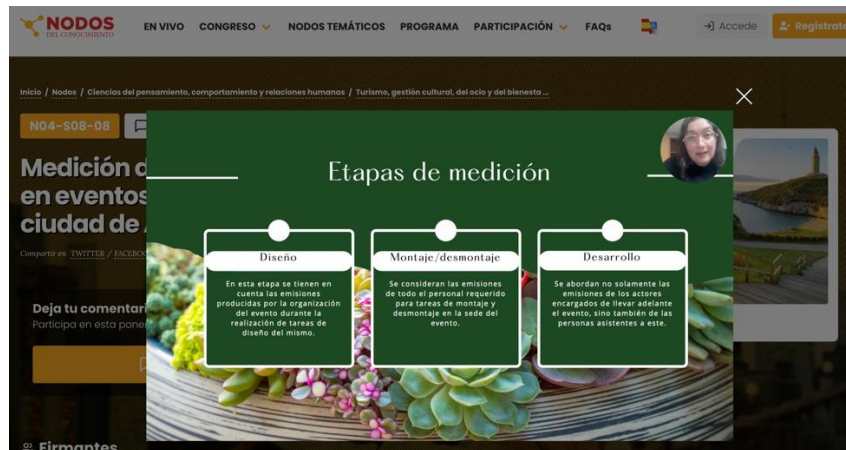 NODOS
DEL CONOCIMIENTO
EN VIVO CONGRESO NODOS TEMÁTICOS PROGRAMA PARTICIPACIÓN FAQs Accede Regístrate
Inicio / Nodos / Ciencias del pensamiento, comportamiento y relaciones humanas / Turismo, gestión cultural, del ocio y del bienesta ...
N04-S08-08
Medición d
en eventos
ciudad de
Compartir en TWITTER / FACEBOO
Deja tu comentari
Participa en esta pone
Firmantes
Etapas de medición
Diseño
En esta etapa se tienen en
cuenta las emisiones
producidas por la organización
del evento durante la
realización de tareas de
diseño del mismo.
Montaje/desmontaje
Se consideran las emisiones
de todo el personal requerido
para tareas de montaje y
desmontaje en la sede del
evento.
Desarrollo
Se abordan no solamente las
emisiones de los actores
encargados de llevar adelante
el evento, sino también de las
personas asistentes a este.